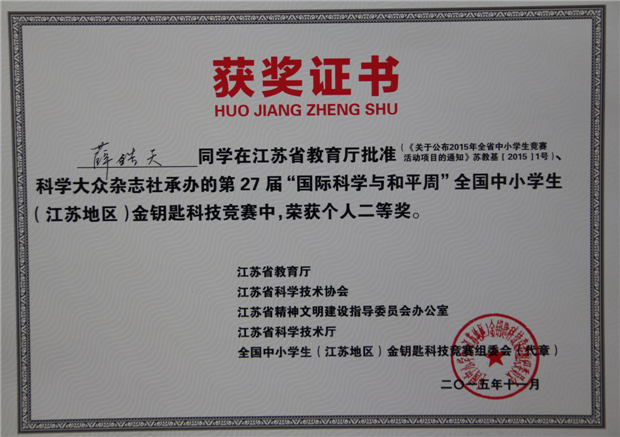 获奖证书
HUO JIANG ZHENG SHU
薛皓天 同学在江苏省教育厅批准(《关于公布2015年全省中小学生竞赛活动项目的通知》苏教基[2015]1号)、
科学大众杂志社承办的第27届“国际科学与和平周”全国中小学生
(江苏地区)金钥匙科技竞赛中,荣获个人二等奖。
江苏省教育厅
江苏省科学技术协会
江苏省精神文明建设指导委员会办公室
江苏省科学技术厅
全国中小学生(江苏地区)金钥匙科技竞赛组委会(代章)
二〇一五年十一月